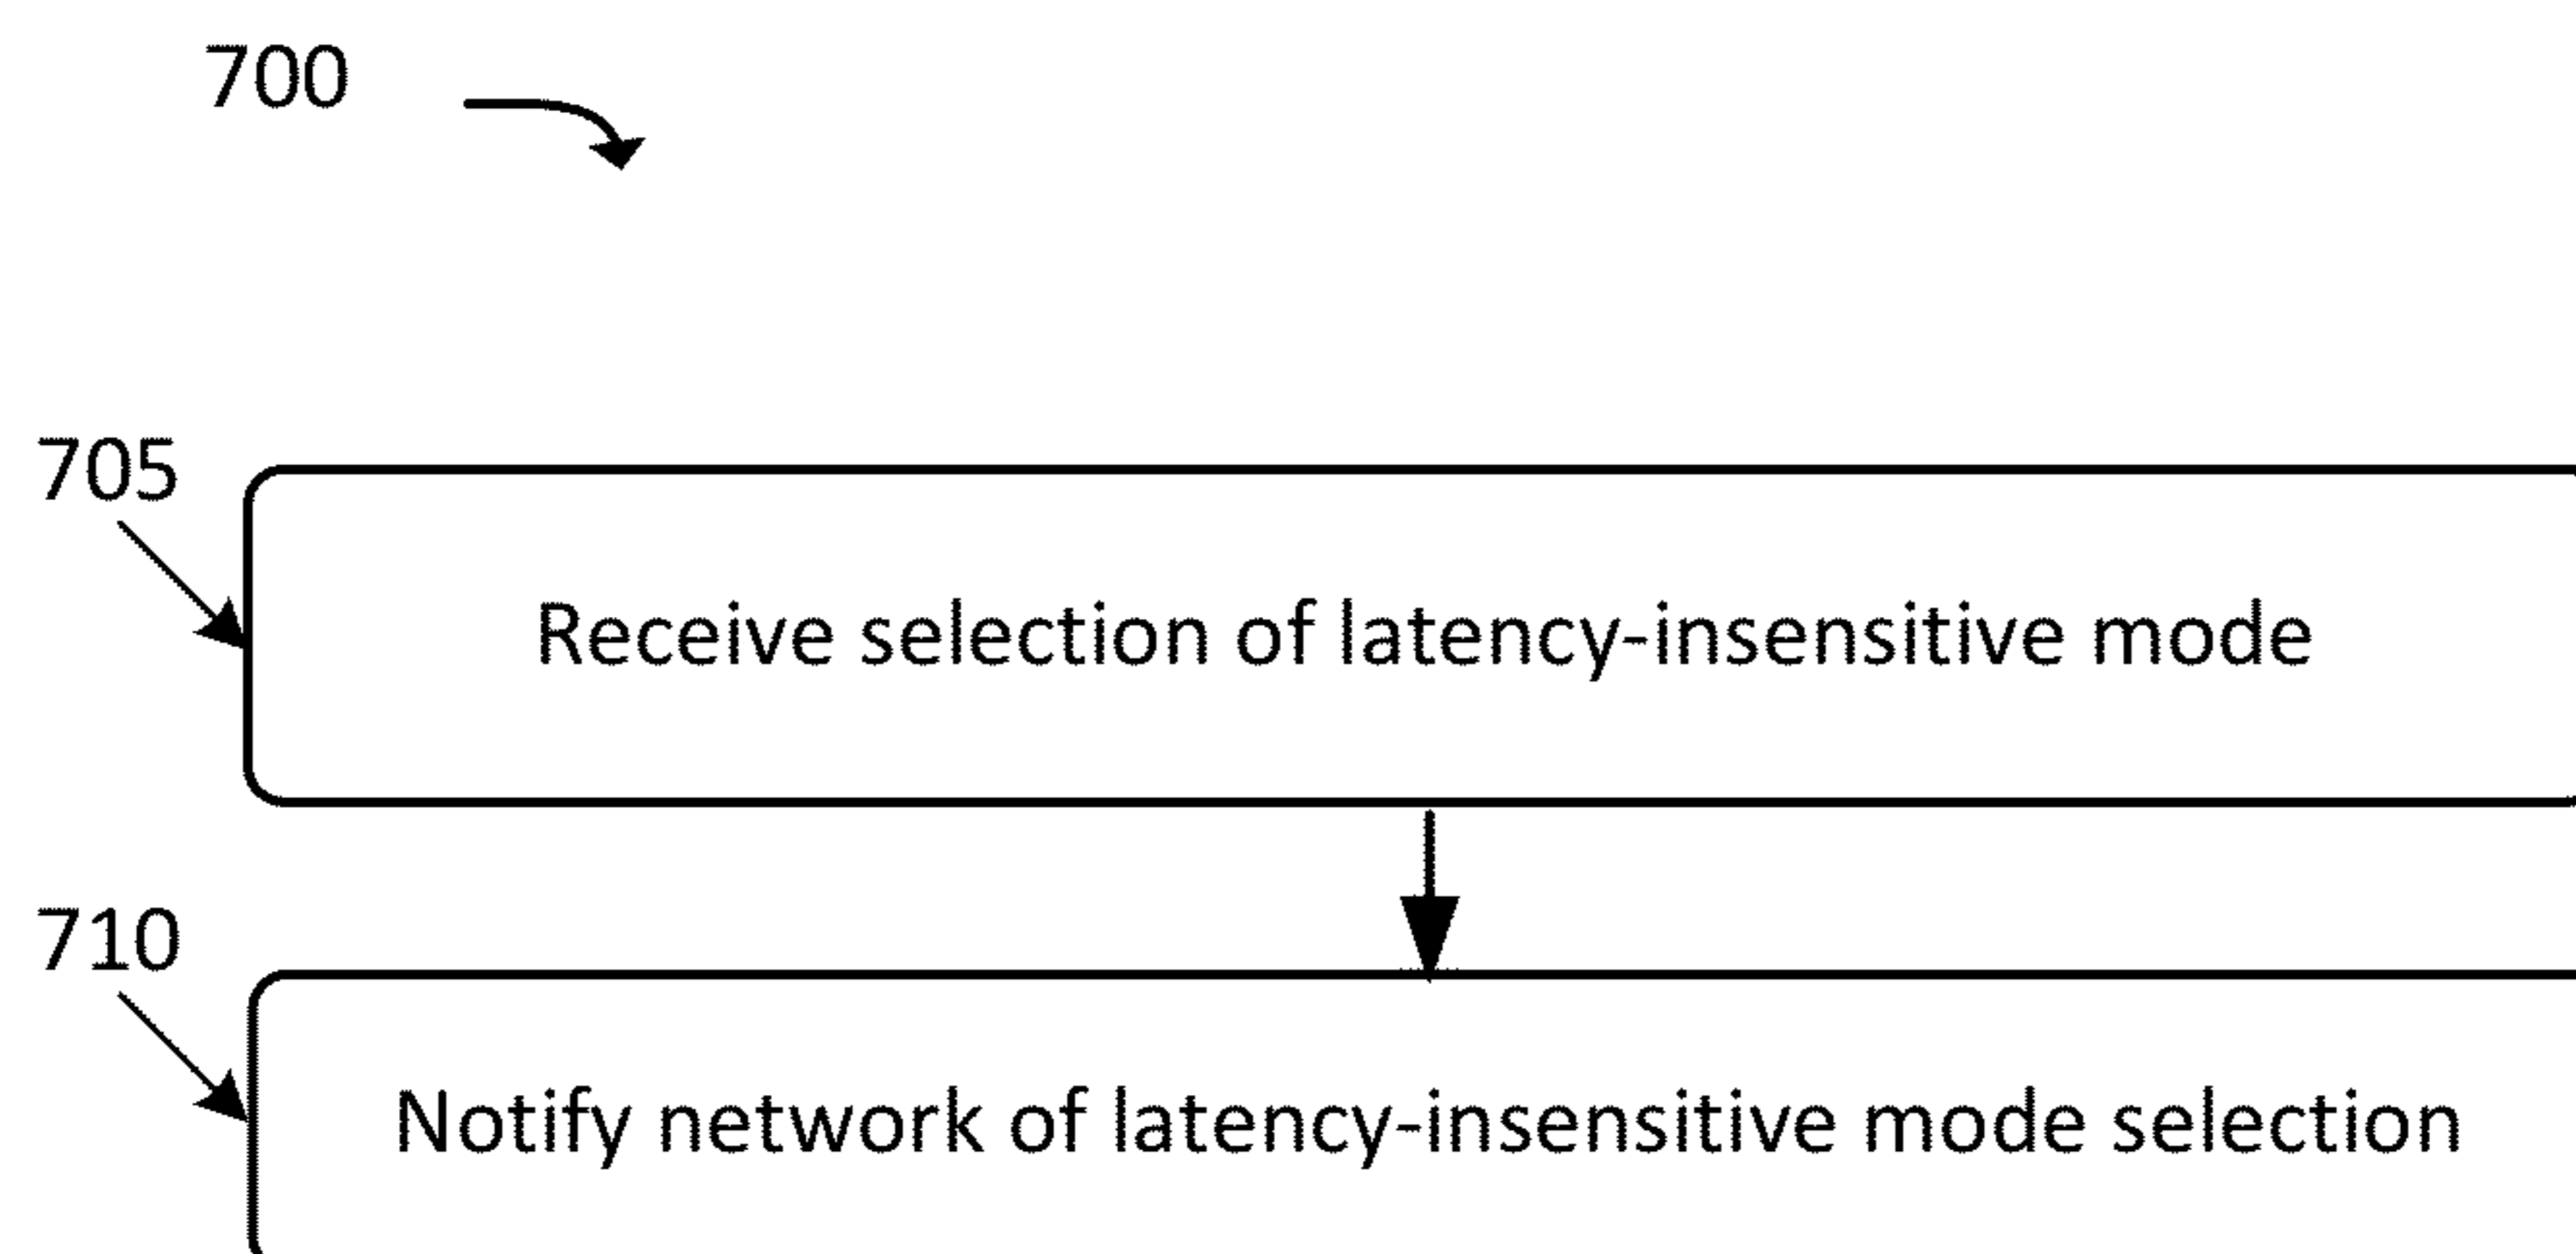 700
705
Receive selection of latency-insensitive mode
710
Notify network of latency-insensitive mode selection